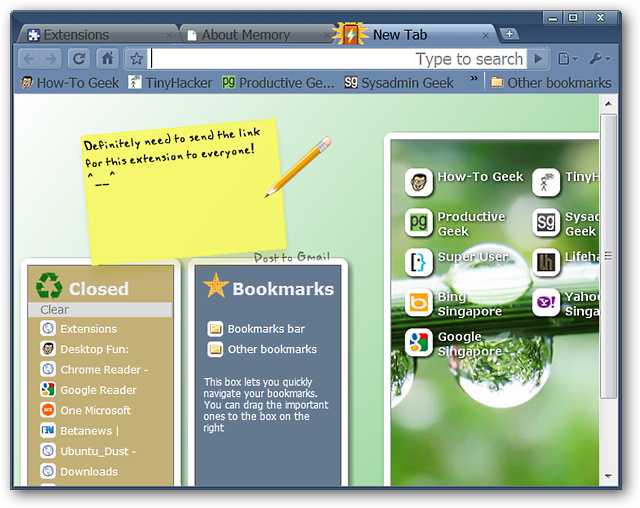 Extensions
About Memory
New Tab
Type to search
How-To Geek
TinyHacker
Productive Ge...
Sysadmin Geek
»
Other bookmarks
Definitely need to send the link
for this extension to everyone!
^__^
Post to Gmail
Closed
Clear
Extensions
Desktop Fun:
Chrome Reader -
Google Reader
One Microsoft
Betanews |
Ubuntu_Dust -
Downloads
Bookmarks
Bookmarks bar
Other bookmarks
This box lets you quickly
navigate your bookmarks.
You can drag the important
ones to the box on the
right
How-To Geek
TinyH
Productive
Geek
Sysad
Geek
Super User
Lifeha
Bing
Singapore
Yahoo
Singa
Google
Singapore